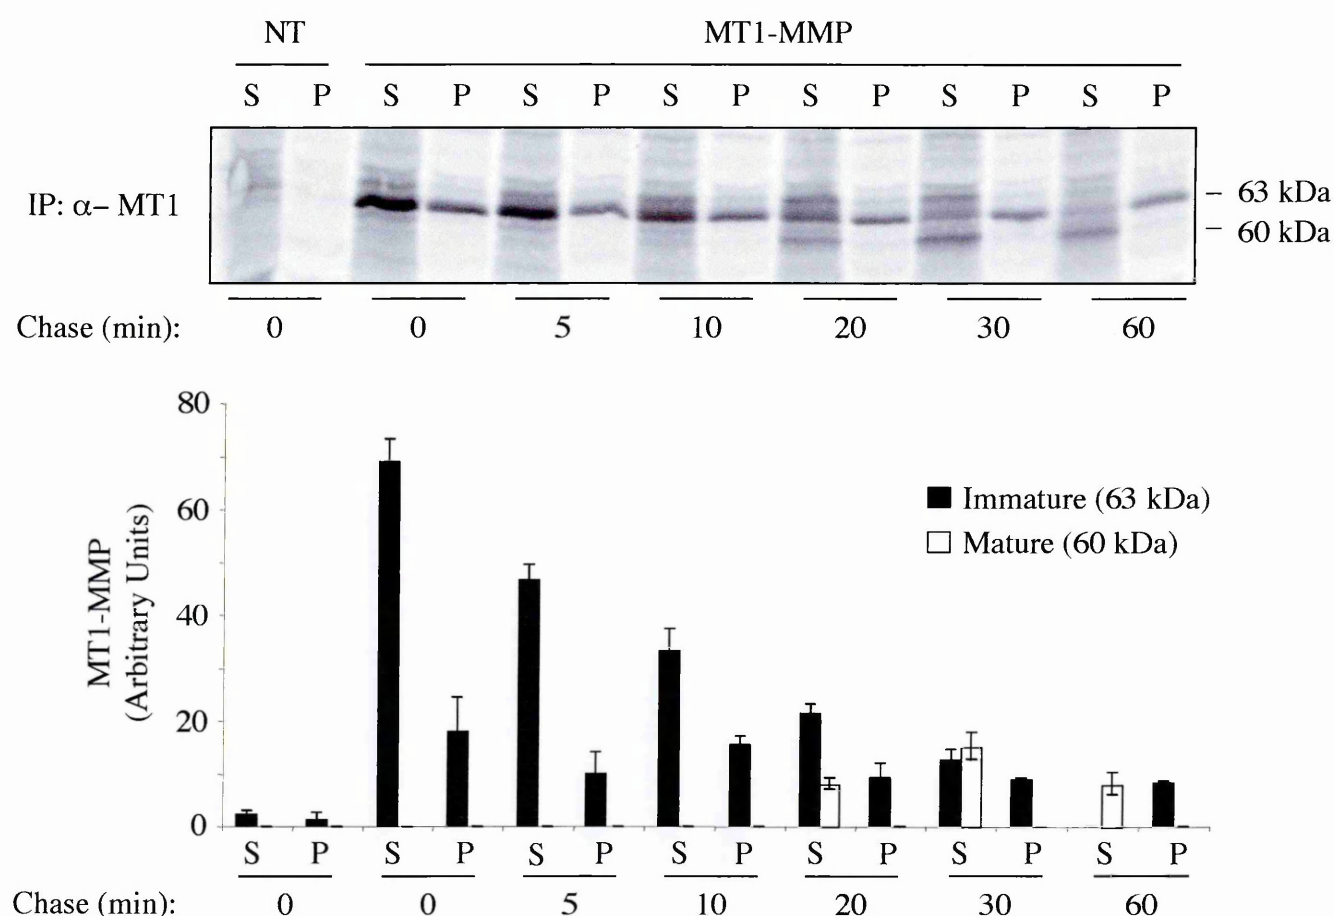 NT MT1-MMP
S P S P S P S P S P S P S P
IP: α– MT1
– 63 kDa
– 60 kDa
Chase (min): 0 0 5 10 20 30 60
80
60
40
20
0
MT1-MMP
(Arbitrary Units)
Immature (63 kDa)
Mature (60 kDa)
S P S P S P S P S P S P S P
Chase (min): 0 0 5 10 20 30 60